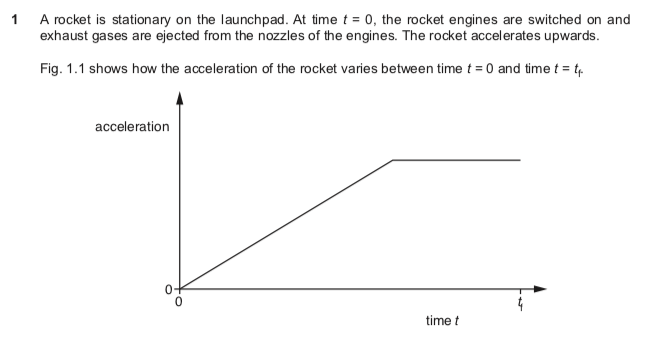 1 A rocket is stationary on the launchpad. At time t = 0, the rocket engines are switched on and
exhaust gases are ejected from the nozzles of the engines. The rocket accelerates upwards.
Fig. 1.1 shows how the acceleration of the rocket varies between time t = 0 and time t = tf.
acceleration
0
0
tf
time t